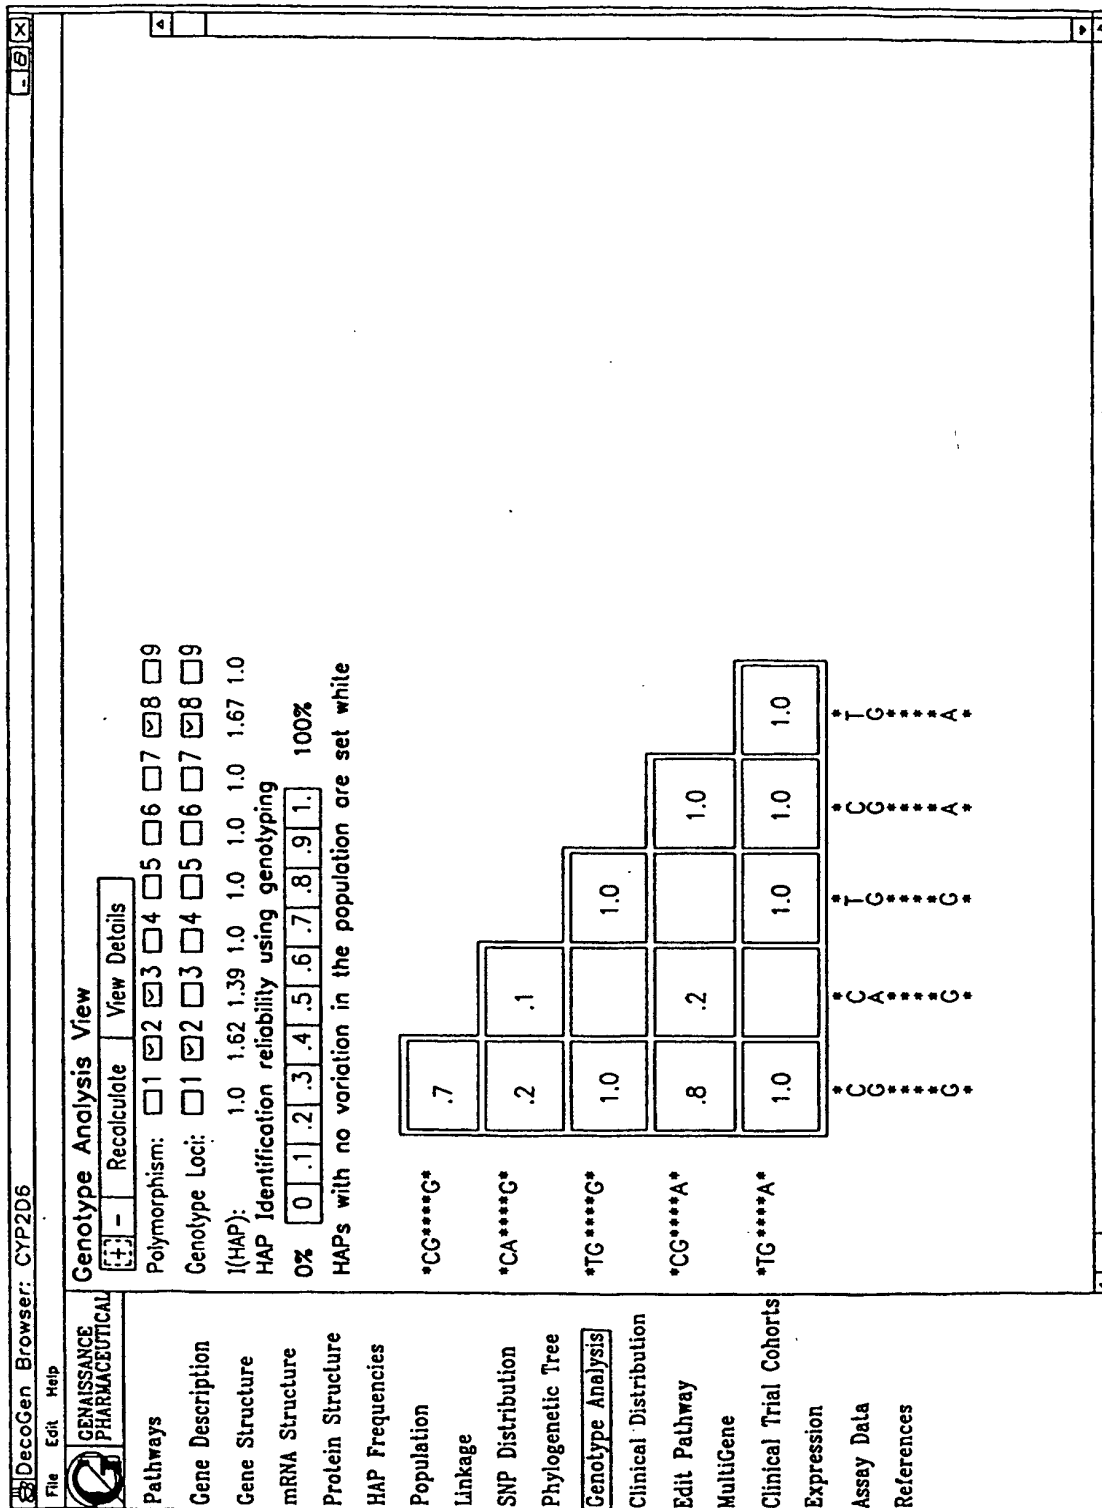 DecoGen Browser: CYP2D6
File Edit Help
GENAISSANCE
PHARMACEUTICAL
Pathways
Gene Description
Gene Structure
mRNA Structure
Protein Structure
HAP Frequencies
Population
Linkage
SNP Distribution
Phylogenetic Tree
Genotype Analysis
Clinical Distribution
Edit Pathway
MultiGene
Clinical Trial Cohorts
Expression
Assay Data
References
Genotype Analysis View
+ - Recalculate View Details
Polymorphism: 1 2 3 4 5 6 7 8 9
Genotype Loci: 1 2 3 4 5 6 7 8 9
I(HAP): 1.0 1.62 1.39 1.0 1.0 1.0 1.0 1.67 1.0
HAP Identification reliability using genotyping
0% 0 .1 .2 .3 .4 .5 .6 .7 .8 .9 1. 100%
HAPs with no variation in the population are set white
*CG****G* .7
*CA****G* .2 .1
*TG****G* 1.0 1.0
*CG****A* .8 .2 1.0
*TG****A* 1.0 1.0 1.0 1.0
*CG****G* *CA****G* *TG****G* *CG****A* *TG****A*